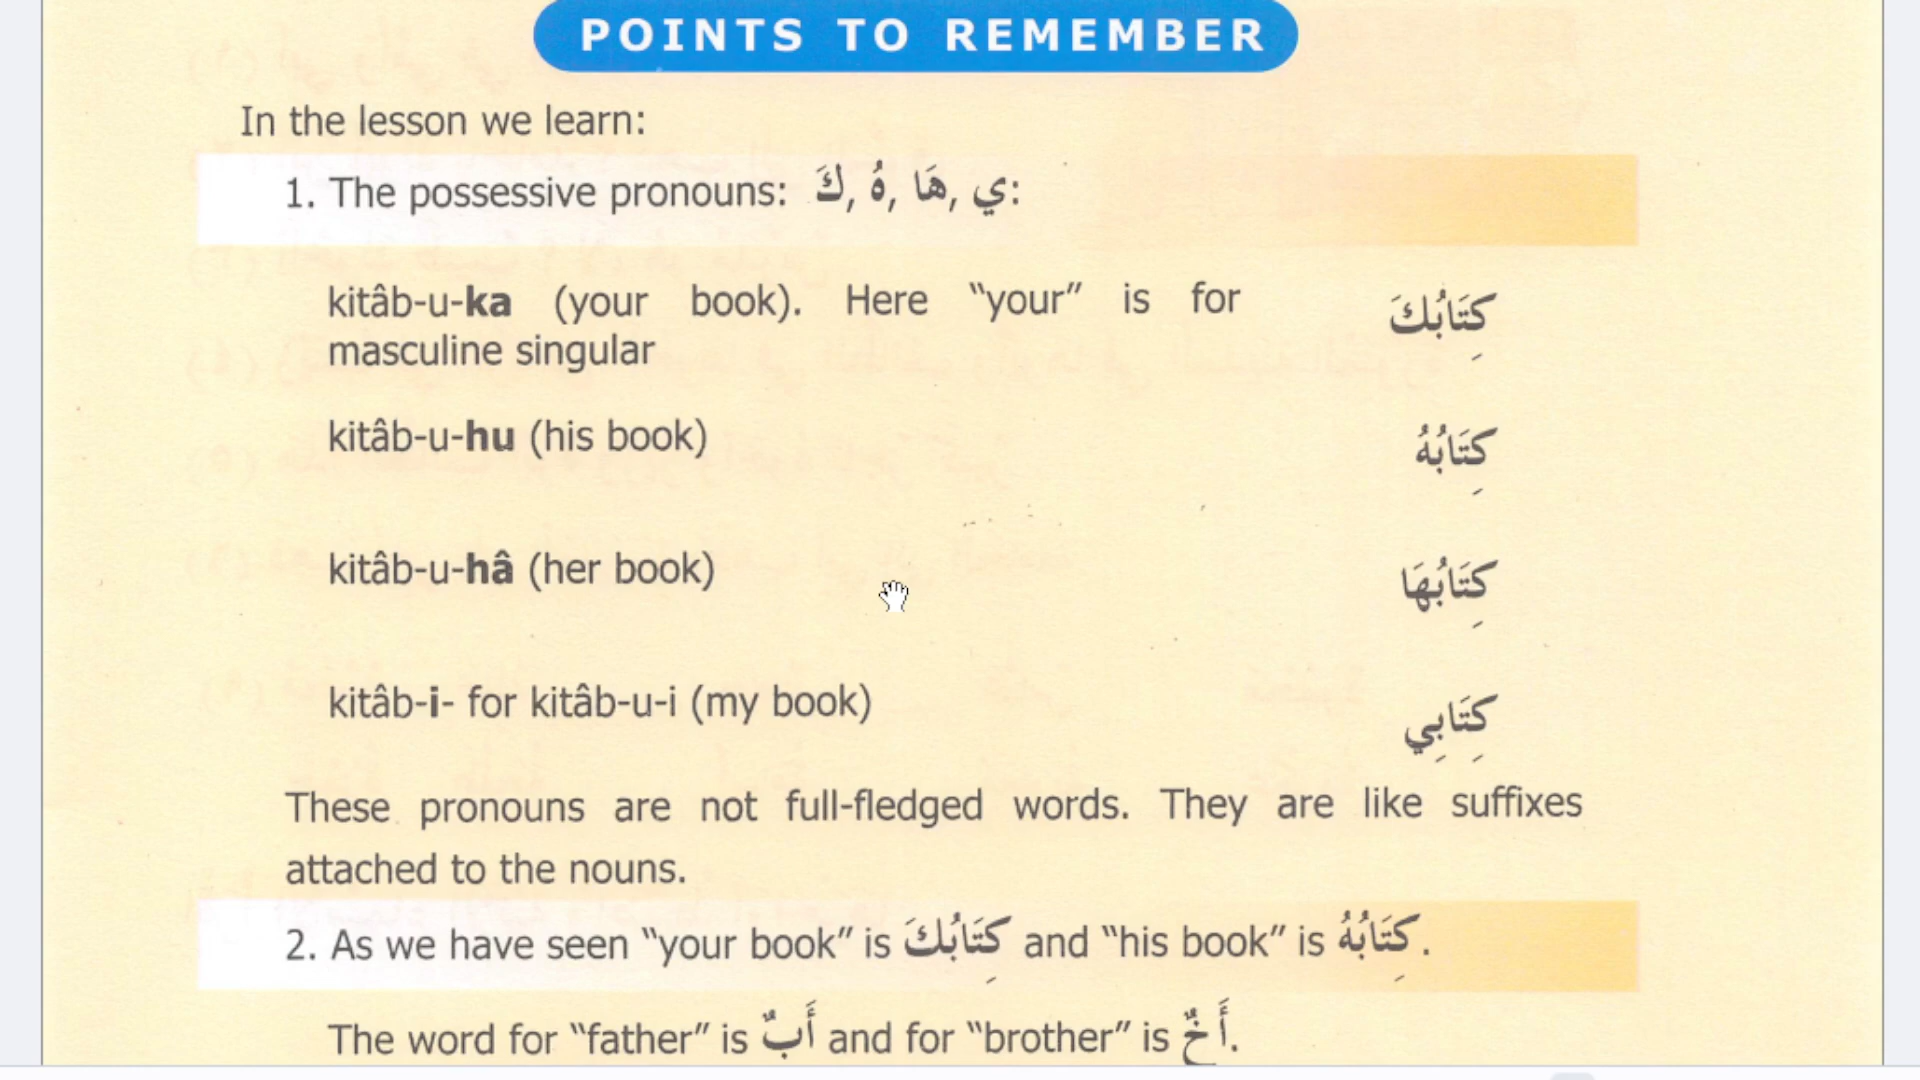 POINTS TO REMEMBER
In the lesson we learn:
1. The possessive pronouns: كَ, هُ, هَا, ي:
kitâb-u-ka (your book). Here “your” is for كِتَابُكَ
masculine singular
kitâb-u-hu (his book) كِتَابُهُ
kitâb-u-hâ (her book) كِتَابُهَا
kitâb-i- for kitâb-u-i (my book) كِتَابِي
These pronouns are not full-fledged words. They are like suffixes
attached to the nouns.
2. As we have seen “your book” is كِتَابُكَ and “his book” is كِتَابُهُ.
The word for “father” is أَبٌ and for “brother” is أَخٌ.